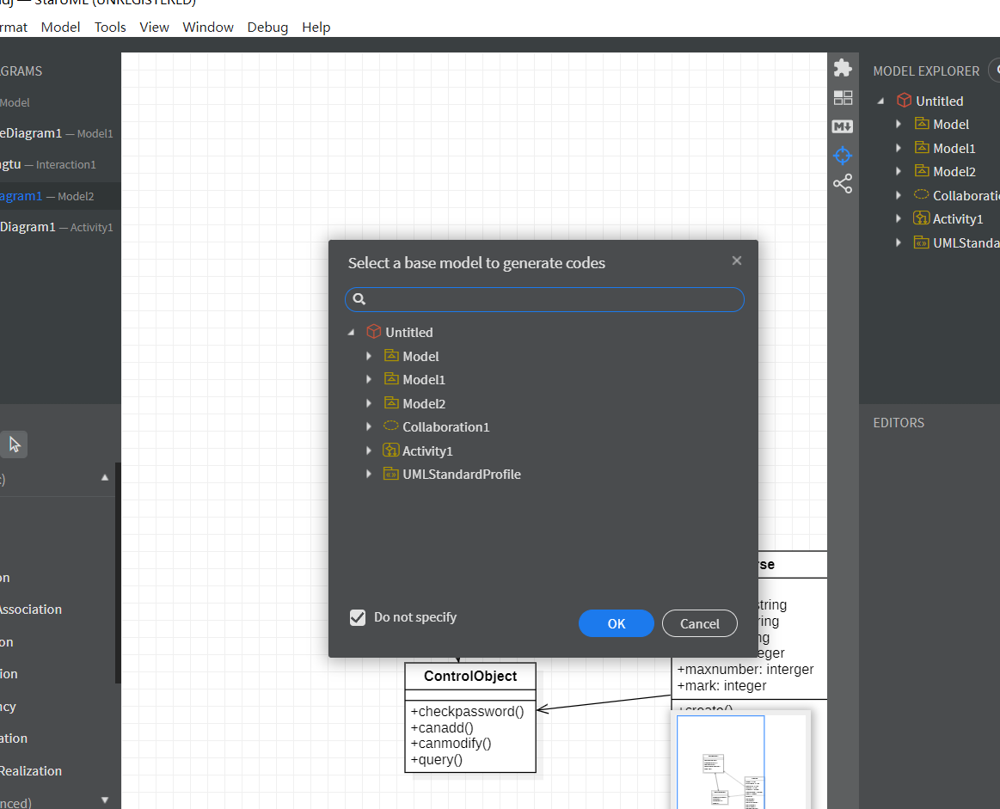 StarUML (UNREGISTERED)
rmat Model Tools View Window Debug Help
GRAMS
Model
eDiagram1 — Model1
gtu — Interaction1
agram1 — Model2
Diagram1 — Activity1
on
Association
on
ion
ncy
ation
Realization
nced)
Select a base model to generate codes
Untitled
Model
Model1
Model2
Collaboration1
Activity1
UMLStandardProfile
Do not specify
OK
Cancel
rse
string
ring
ng
eger
+maxnumber: interger
+mark: integer
+create()
ControlObject
+checkpassword()
+canadd()
+canmodify()
+query()
M
MODEL EXPLORER
Untitled
Model
Model1
Model2
Collaborati
Activity1
UMLStanda
EDITORS